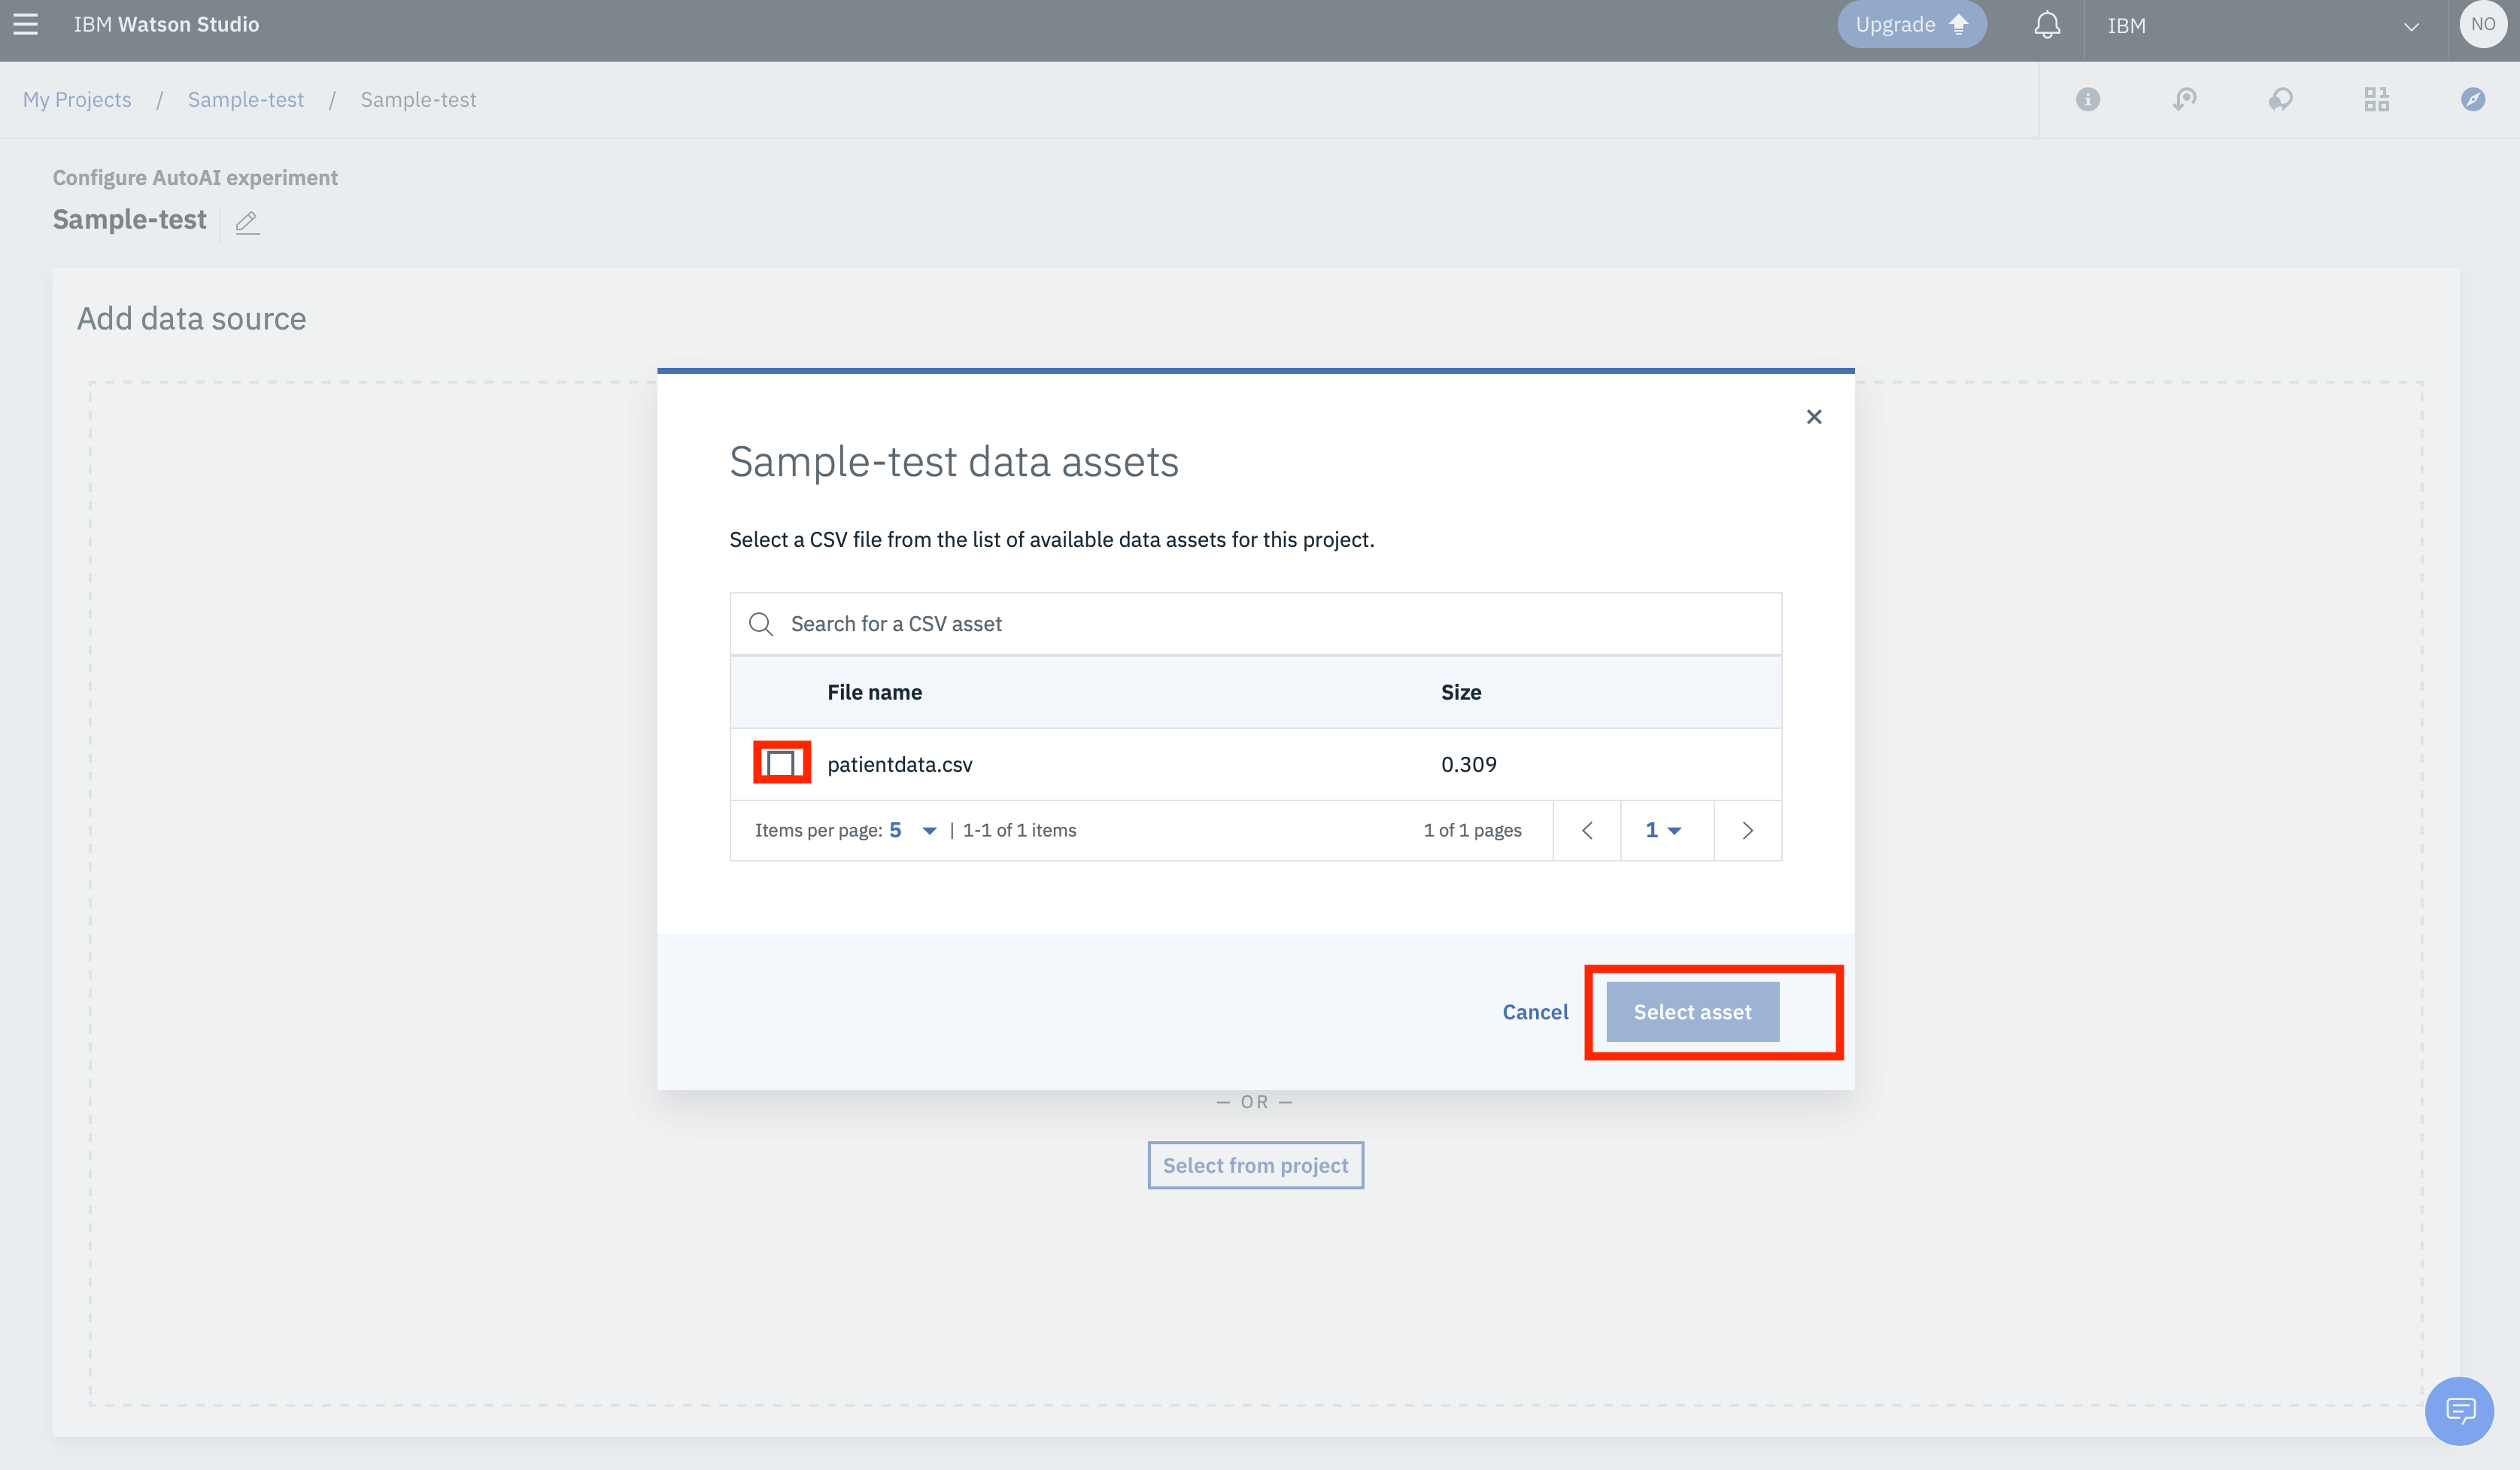 IBM Watson Studio
Upgrade
IBM
NO
My Projects / Sample-test / Sample-test
Configure AutoAI experiment
Sample-test
Add data source
Sample-test data assets
Select a CSV file from the list of available data assets for this project.
Search for a CSV asset
File name Size
patientdata.csv 0.309
Items per page: 5 | 1-1 of 1 items 1 of 1 pages 1
Cancel Select asset
— OR —
Select from project